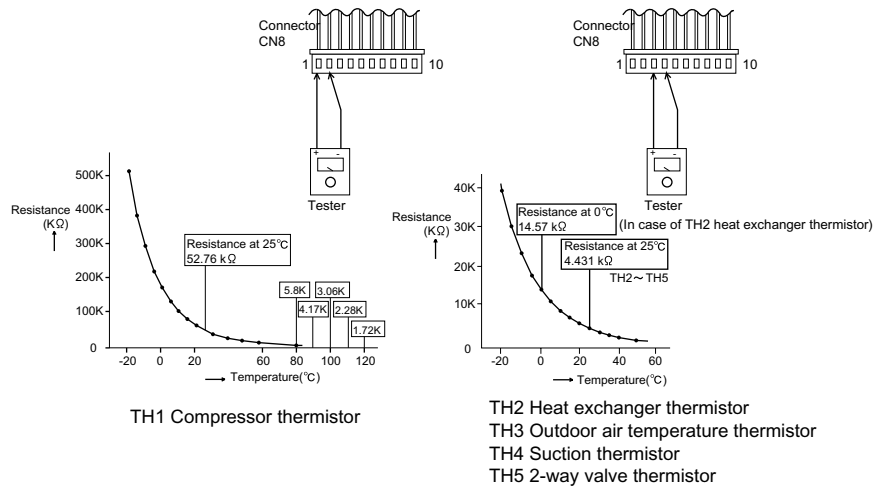 Connector
CN8
1
10
+ -
Tester
Resistance
(KΩ)
500K
400K
300K
200K
100K
0
Resistance at 25℃
52.76 kΩ
5.8K
3.06K
4.17K
2.28K
1.72K
-20 0 20 60 80 100 120
Temperature(℃)
TH1 Compressor thermistor
Connector
CN8
1
10
+ -
Tester
Resistance
(KΩ)
40K
30K
20K
10K
0
Resistance at 0℃
14.57 kΩ
(In case of TH2 heat exchanger thermistor)
Resistance at 25℃
4.431 kΩ
TH2～TH5
-20 0 20 40 60
Temperature(℃)
TH2 Heat exchanger thermistor
TH3 Outdoor air temperature thermistor
TH4 Suction thermistor
TH5 2-way valve thermistor